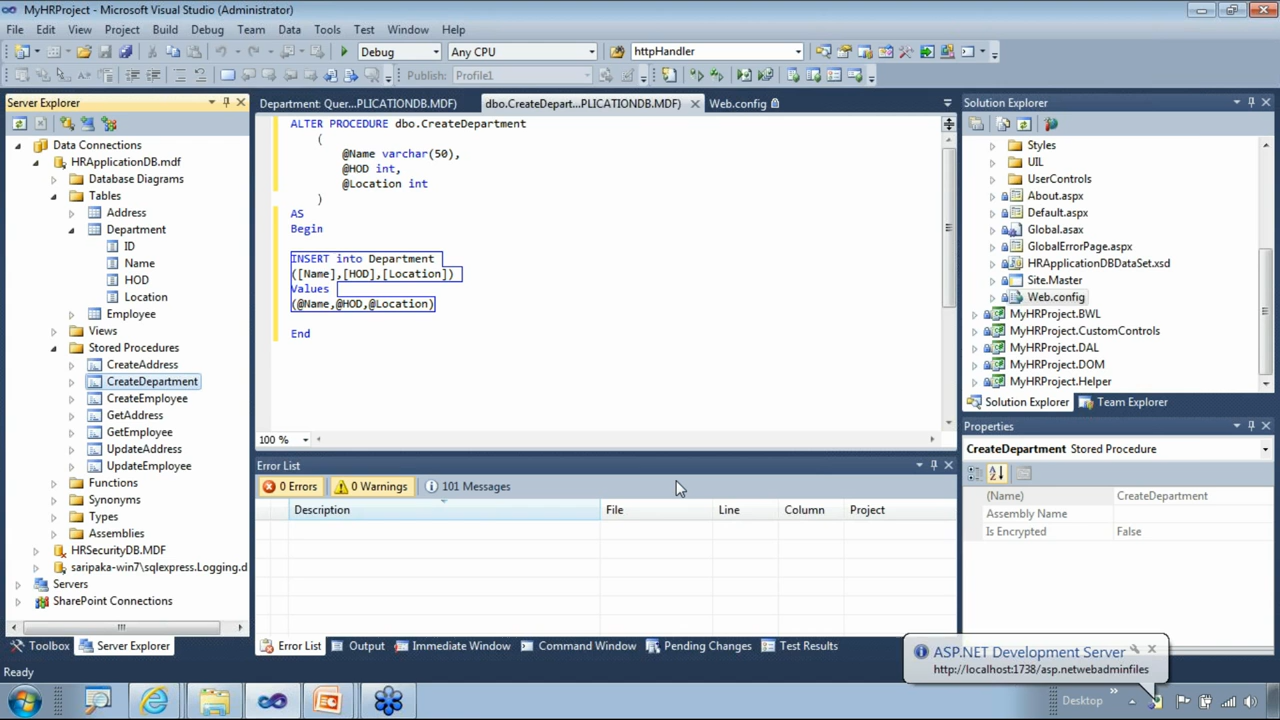 MyHRProject - Microsoft Visual Studio (Administrator)
File Edit View Project Build Debug Team Data Tools Test Window Help
Debug Any CPU httpHandler
Publish: Profile1
Server Explorer
Data Connections
HRApplicationDB.mdf
Database Diagrams
Tables
Address
Department
ID
Name
HOD
Location
Employee
Views
Stored Procedures
CreateAddress
CreateDepartment
CreateEmployee
GetAddress
GetEmployee
UpdateAddress
UpdateEmployee
Functions
Synonyms
Types
Assemblies
HRSecurityDB.MDF
saripaka-win7\sqlexpress.Logging.d
Servers
SharePoint Connections
Toolbox Server Explorer
Department: Quer...PLICATIONDB.MDF) dbo.CreateDepart...PLICATIONDB.MDF) Web.config
ALTER PROCEDURE dbo.CreateDepartment
(
@Name varchar(50),
@HOD int,
@Location int
)
AS
Begin
INSERT into Department
([Name],[HOD],[Location])
Values
(@Name,@HOD,@Location)
End
100 %
Error List
0 Errors 0 Warnings 101 Messages
Description File Line Column Project
Error List Output Immediate Window Command Window Pending Changes Test Results
Solution Explorer
Styles
UIL
UserControls
About.aspx
Default.aspx
Global.asax
GlobalErrorPage.aspx
HRApplicationDBDataSet.xsd
Site.Master
Web.config
MyHRProject.BWL
MyHRProject.CustomControls
MyHRProject.DAL
MyHRProject.DOM
MyHRProject.Helper
Solution Explorer Team Explorer
Properties
CreateDepartment Stored Procedure
(Name) CreateDepartment
Assembly Name
Is Encrypted False
ASP.NET Development Server
http://localhost:1738/asp.netwebadminfiles
Ready
Desktop